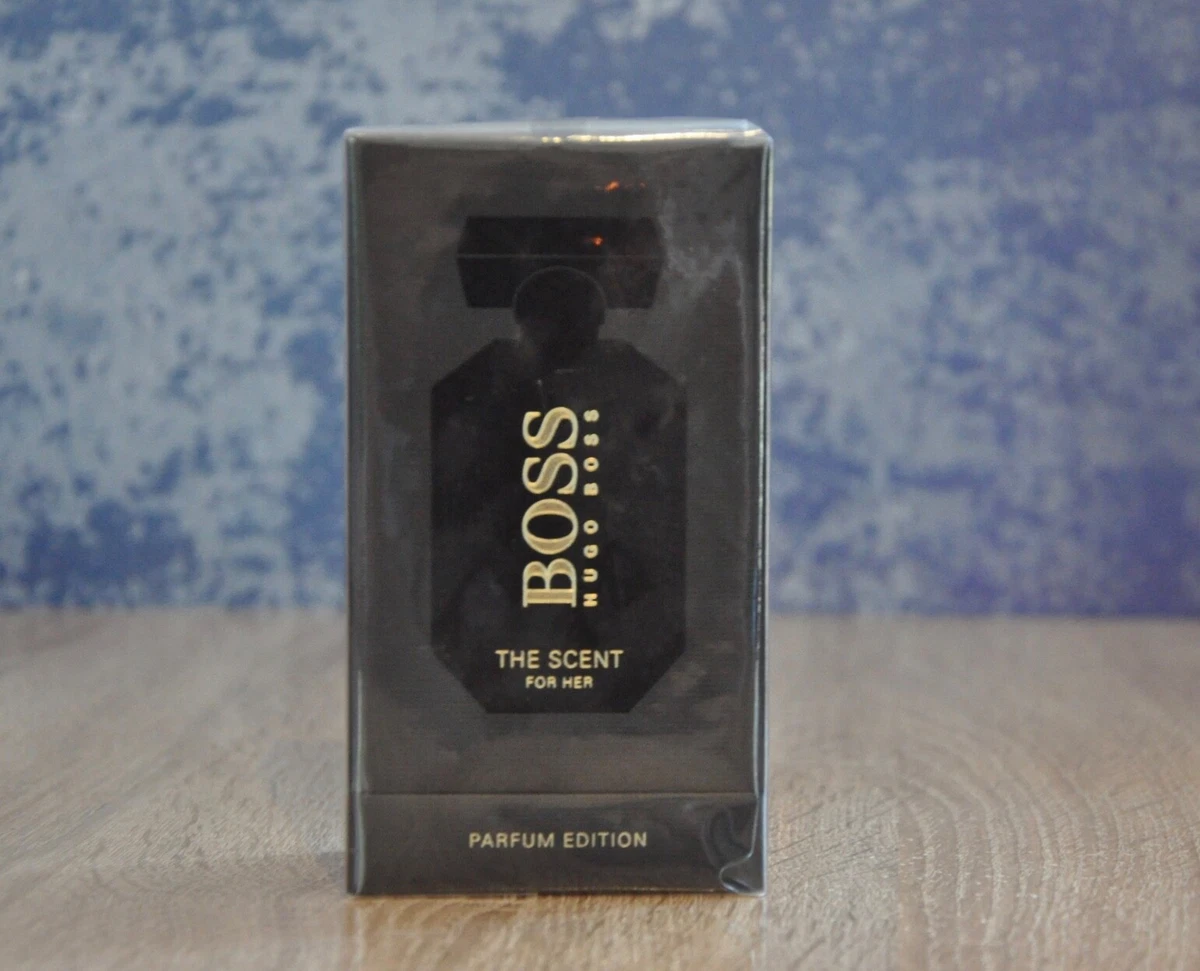 BOSS
HUGO BOSS
THE SCENT
FOR HER
PARFUM EDITION